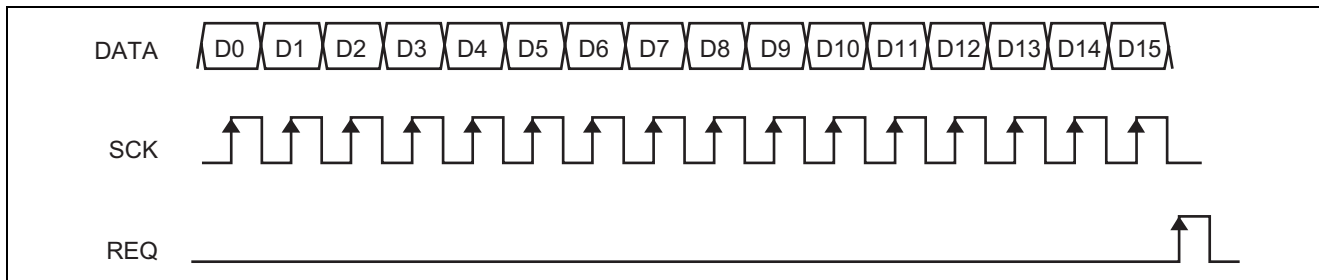 DATA D0 D1 D2 D3 D4 D5 D6 D7 D8 D9 D10 D11 D12 D13 D14 D15
SCK
REQ